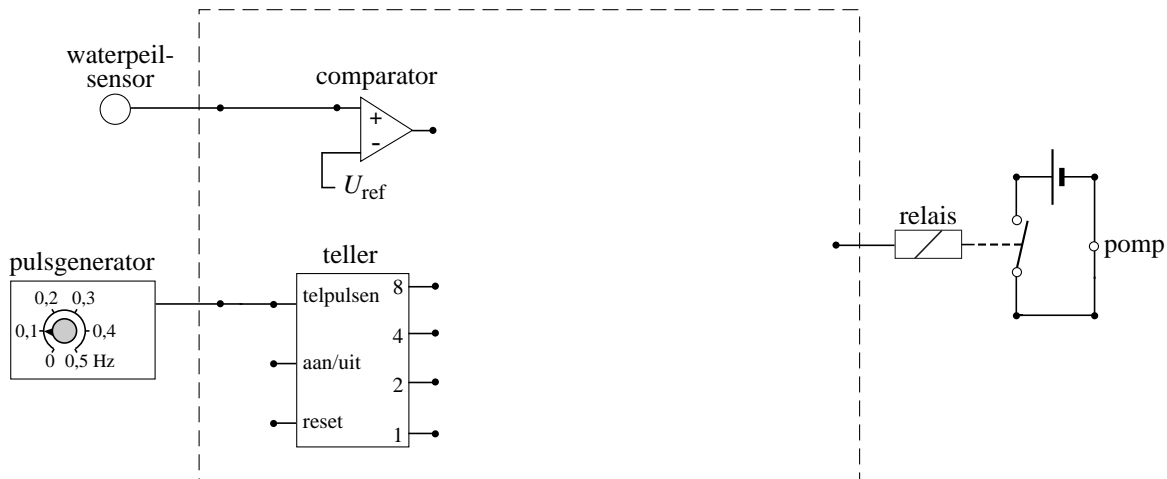 waterpeil-
sensor
comparator
+
-
Uref
relais
pomp
pulsgenerator
0,2 0,3
0,1 0,4
0 0,5 Hz
teller
telpulsen
aan/uit
reset
8
4
2
1